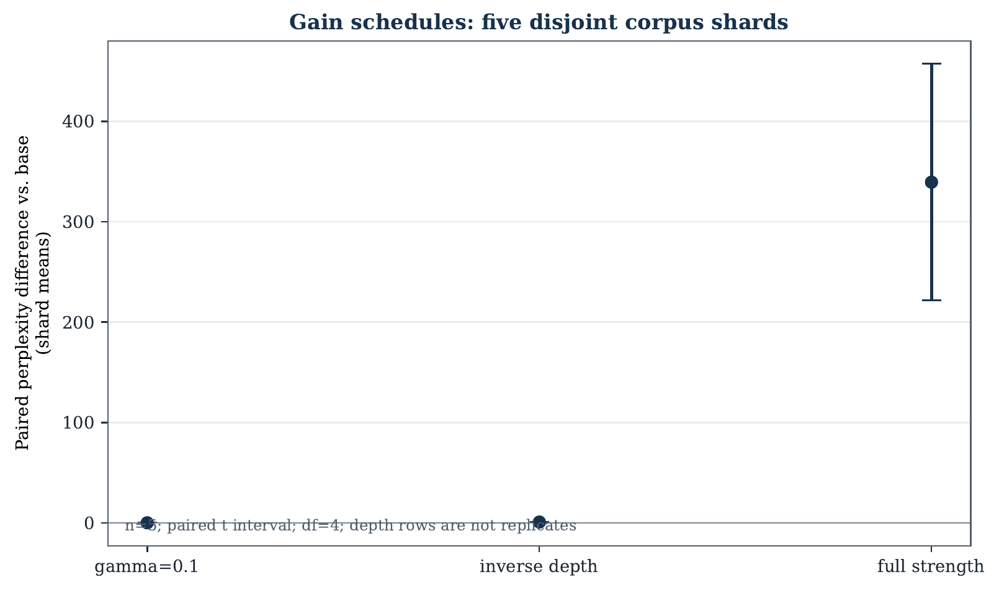 Gain schedules: five disjoint corpus shards
Paired perplexity difference vs. base
(shard means)
400
300
200
100
0
n=5; paired t interval; df=4; depth rows are not replicates
gamma=0.1
inverse depth
full strength